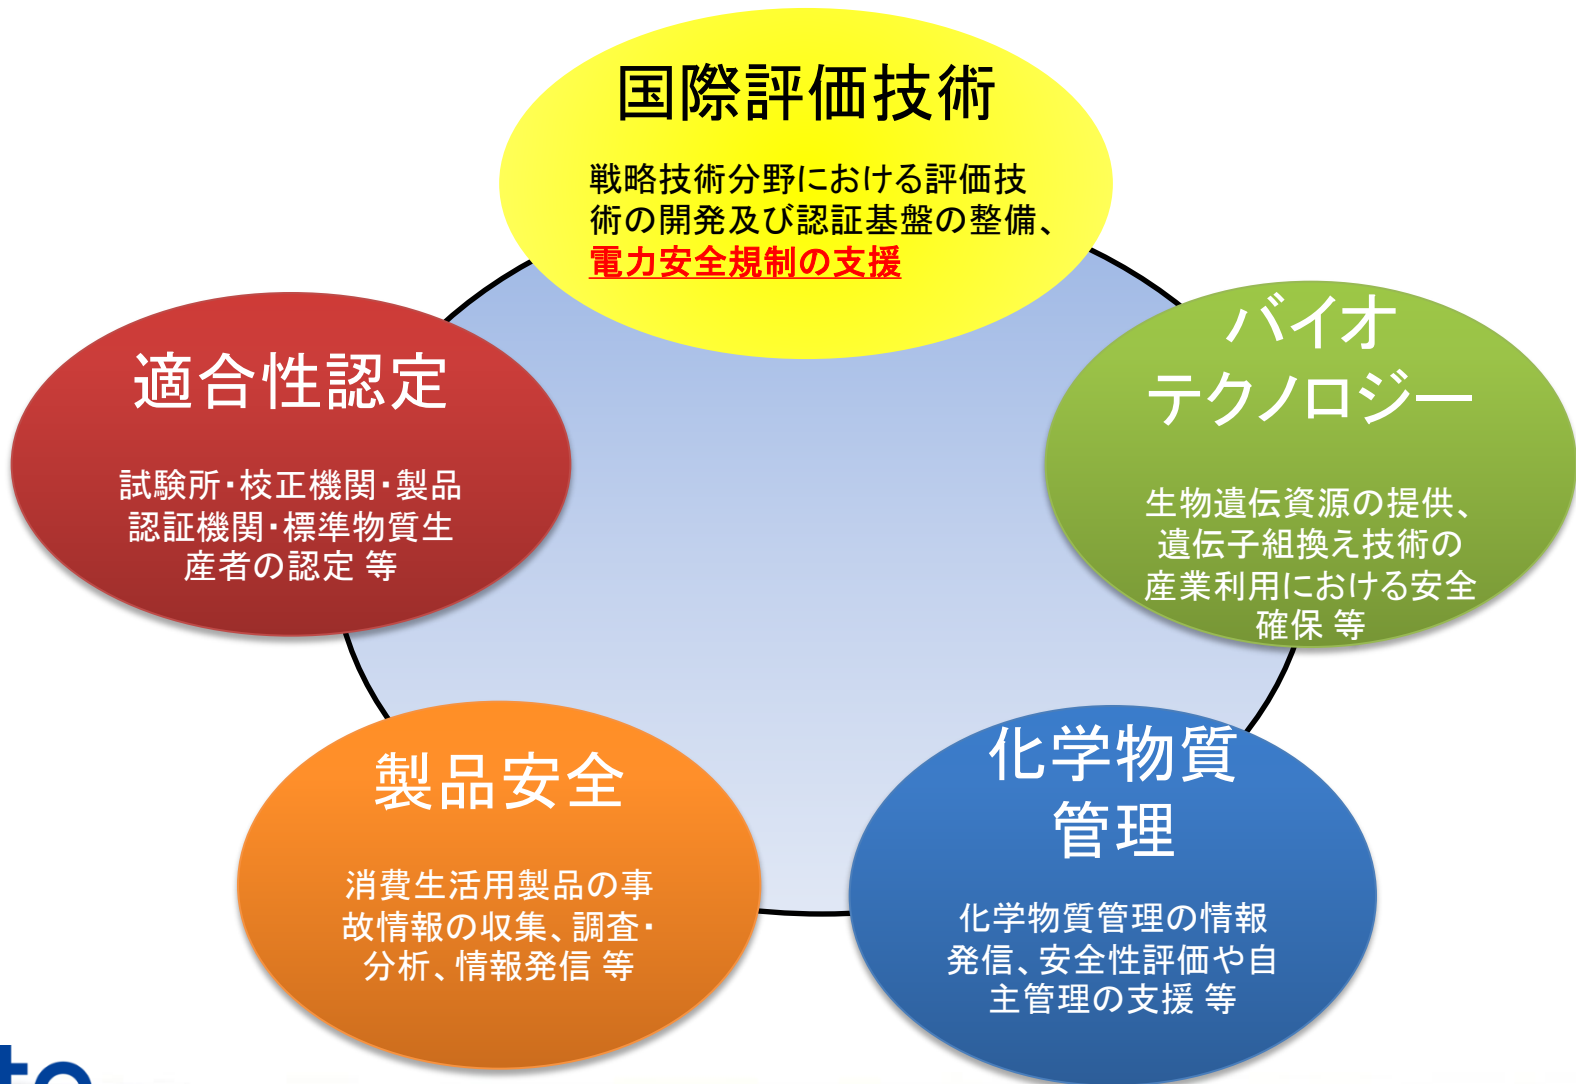 国際評価技術
戦略技術分野における評価技
術の開発及び認証基盤の整備、
電力安全規制の支援
適合性認定
試験所・校正機関・製品
認証機関・標準物質生
産者の認定 等
バイオ
テクノロジー
生物遺伝資源の提供、
遺伝子組換え技術の
産業利用における安全
確保 等
製品安全
消費生活用製品の事
故情報の収集、調査・
分析、情報発信 等
化学物質
管理
化学物質管理の情報
発信、安全性評価や自
主管理の支援 等